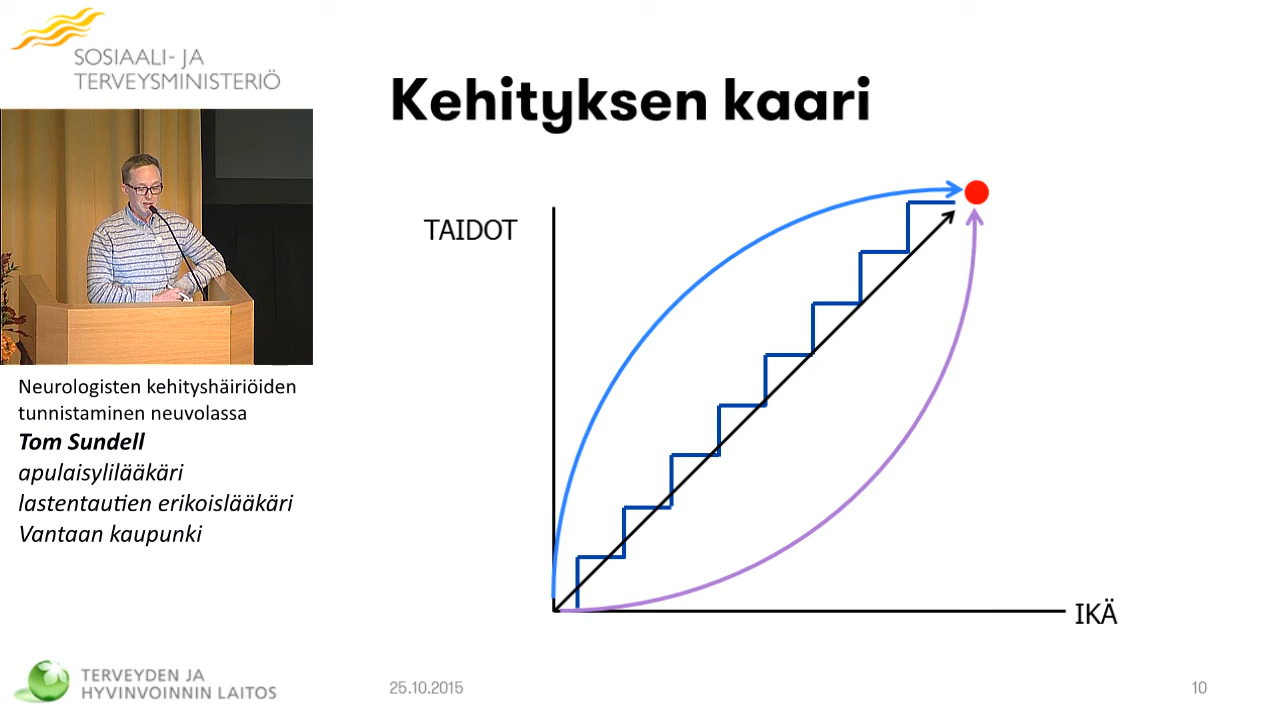 SOSIAALI- JA
TERVEYSMINISTERIÖ
Kehityksen kaari
TAIDOT
IKÄ
Neurologisten kehityshäiriöiden
tunnistaminen neuvolassa
Tom Sundell
apulaisylilääkäri
lastentautien erikoislääkäri
Vantaan kaupunki
TERVEYDEN JA
HYVINVOINNIN LAITOS
25.10.2015
10